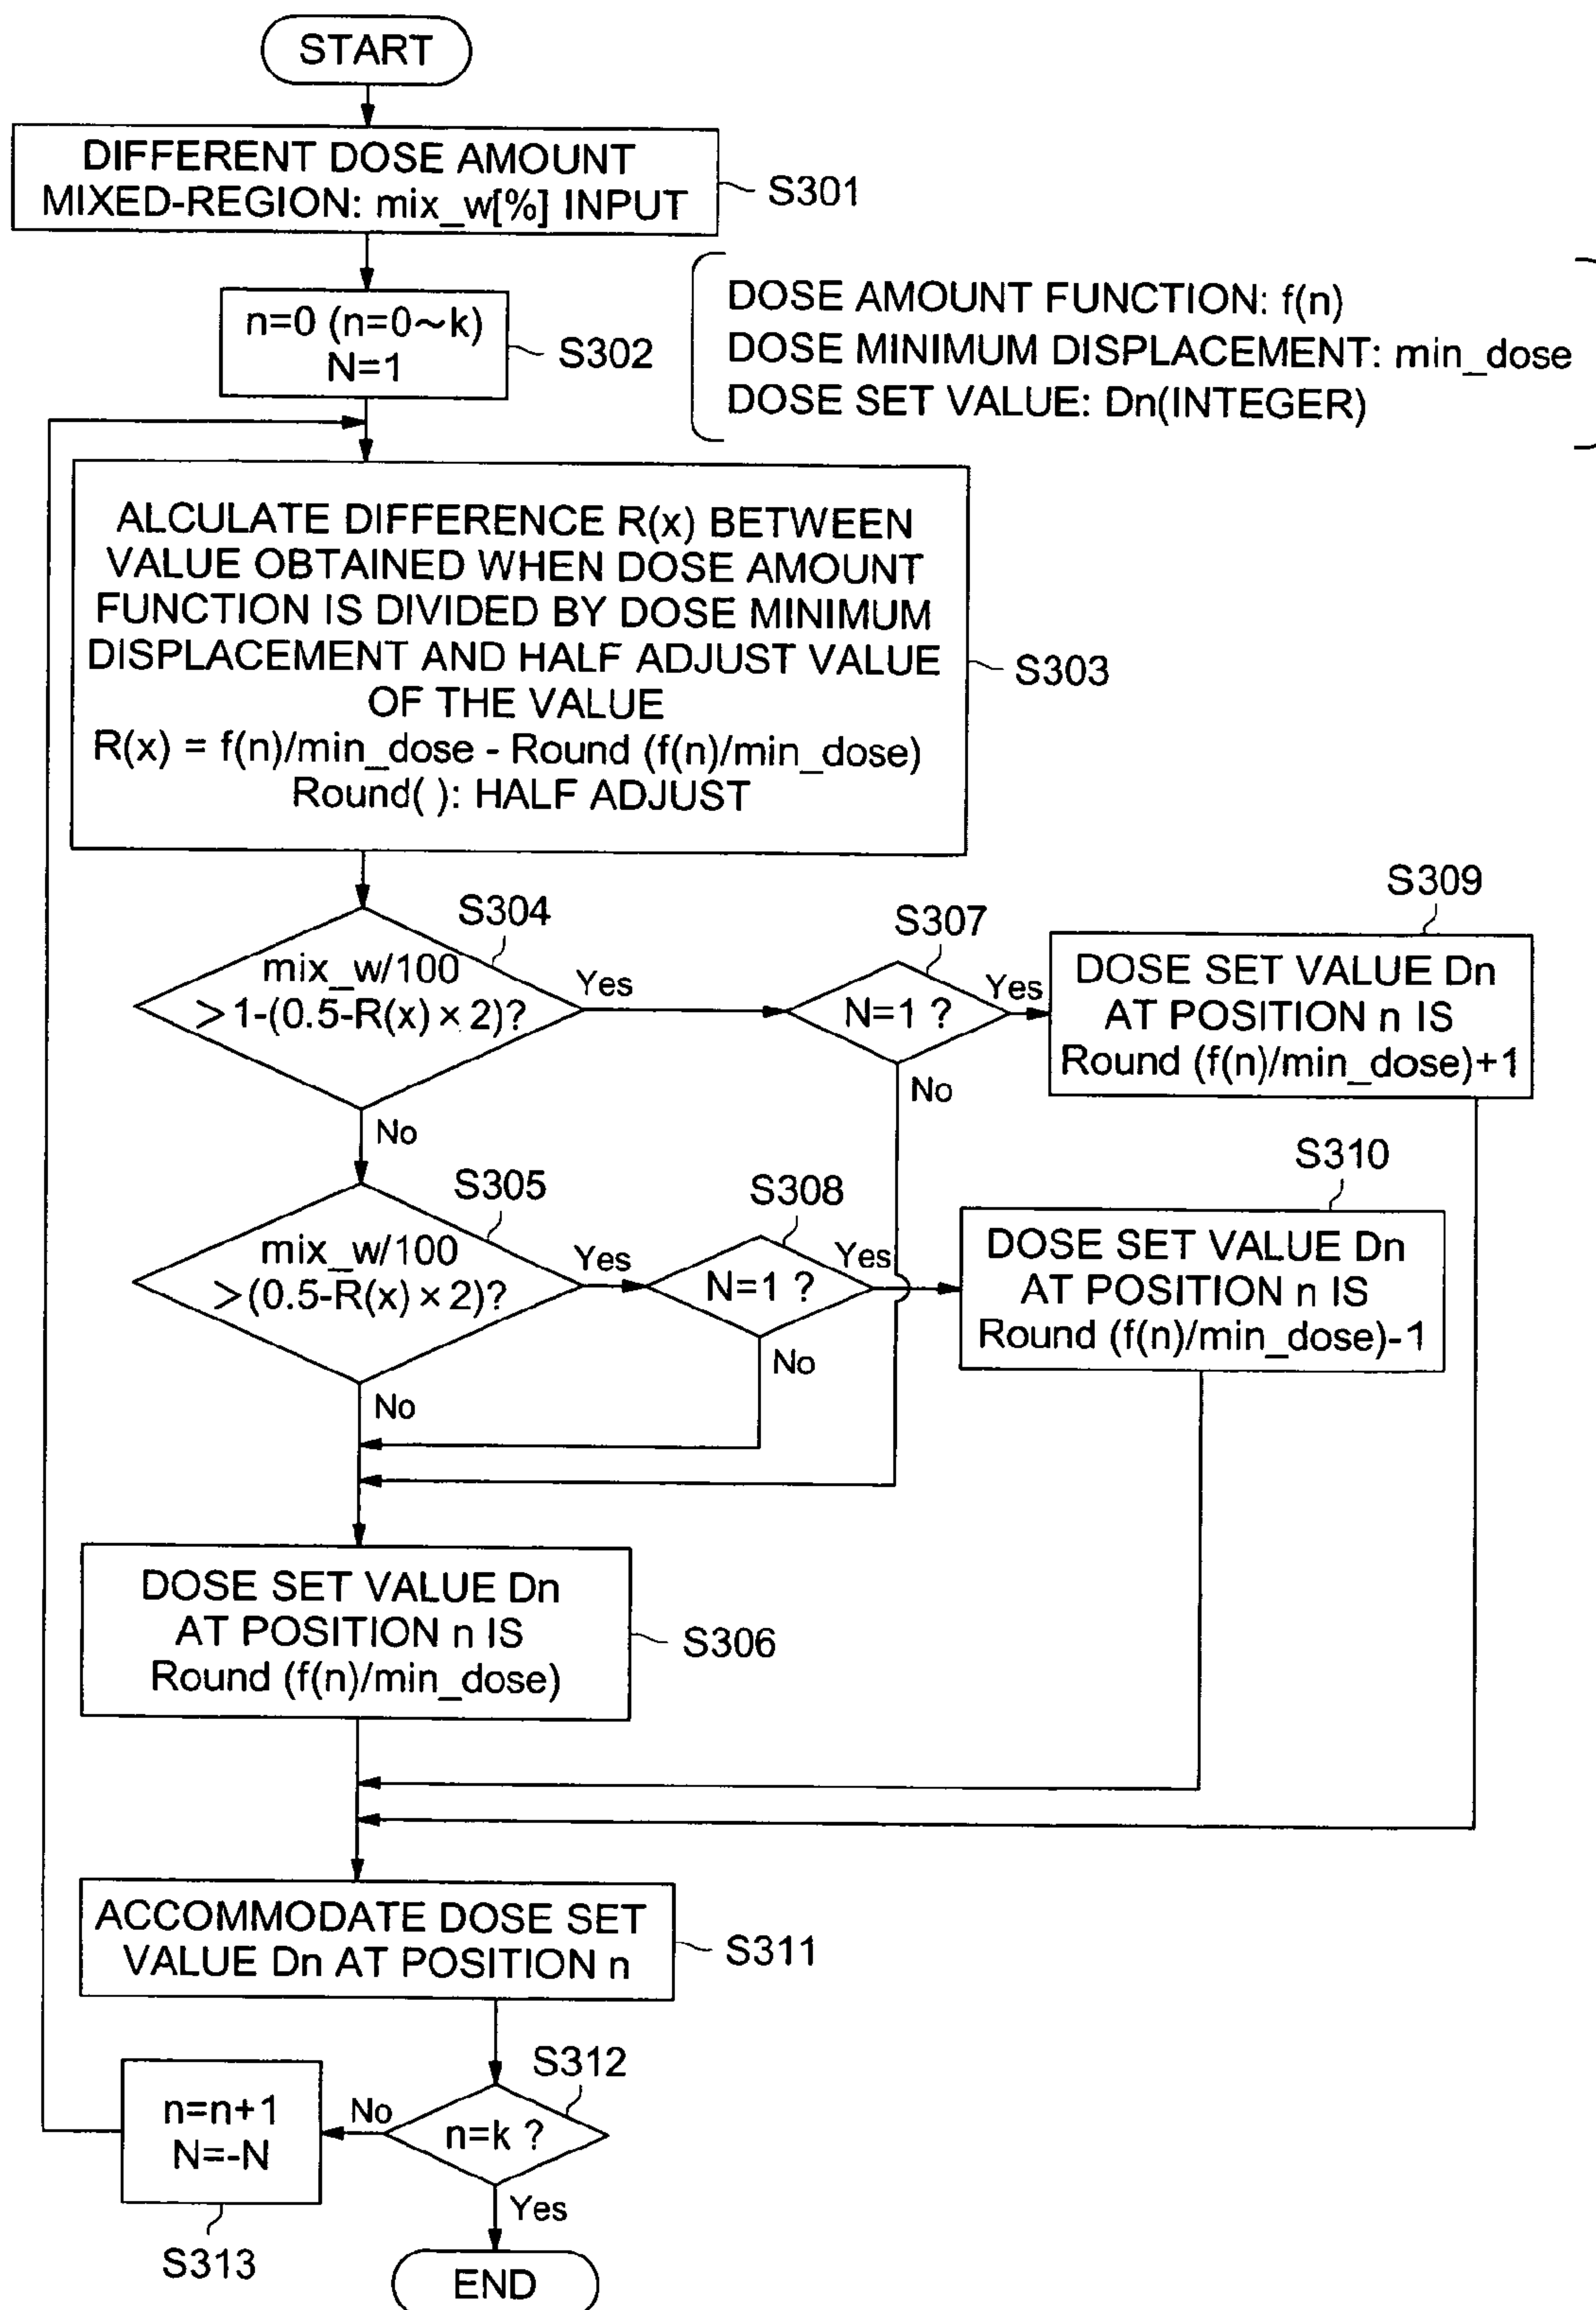 START
DIFFERENT DOSE AMOUNT
MIXED-REGION: mix_w[%] INPUT
S301
n=0 (n=0~k)
N=1
S302
DOSE AMOUNT FUNCTION: f(n)
DOSE MINIMUM DISPLACEMENT: min_dose
DOSE SET VALUE: Dn(INTEGER)
ALCULATE DIFFERENCE R(x) BETWEEN
VALUE OBTAINED WHEN DOSE AMOUNT
FUNCTION IS DIVIDED BY DOSE MINIMUM
DISPLACEMENT AND HALF ADJUST VALUE
OF THE VALUE
R(x) = f(n)/min_dose - Round (f(n)/min_dose)
Round( ): HALF ADJUST
S303
S304
mix_w/100
>1-(0.5-R(x)×2)?
Yes
No
S307
N=1 ?
Yes
No
S309
DOSE SET VALUE Dn
AT POSITION n IS
Round (f(n)/min_dose)+1
S305
mix_w/100
>(0.5-R(x)×2)?
Yes
No
S308
N=1 ?
Yes
No
S310
DOSE SET VALUE Dn
AT POSITION n IS
Round (f(n)/min_dose)-1
DOSE SET VALUE Dn
AT POSITION n IS
Round (f(n)/min_dose)
S306
ACCOMMODATE DOSE SET
VALUE Dn AT POSITION n
S311
S312
n=k ?
No
Yes
n=n+1
N=-N
S313
END